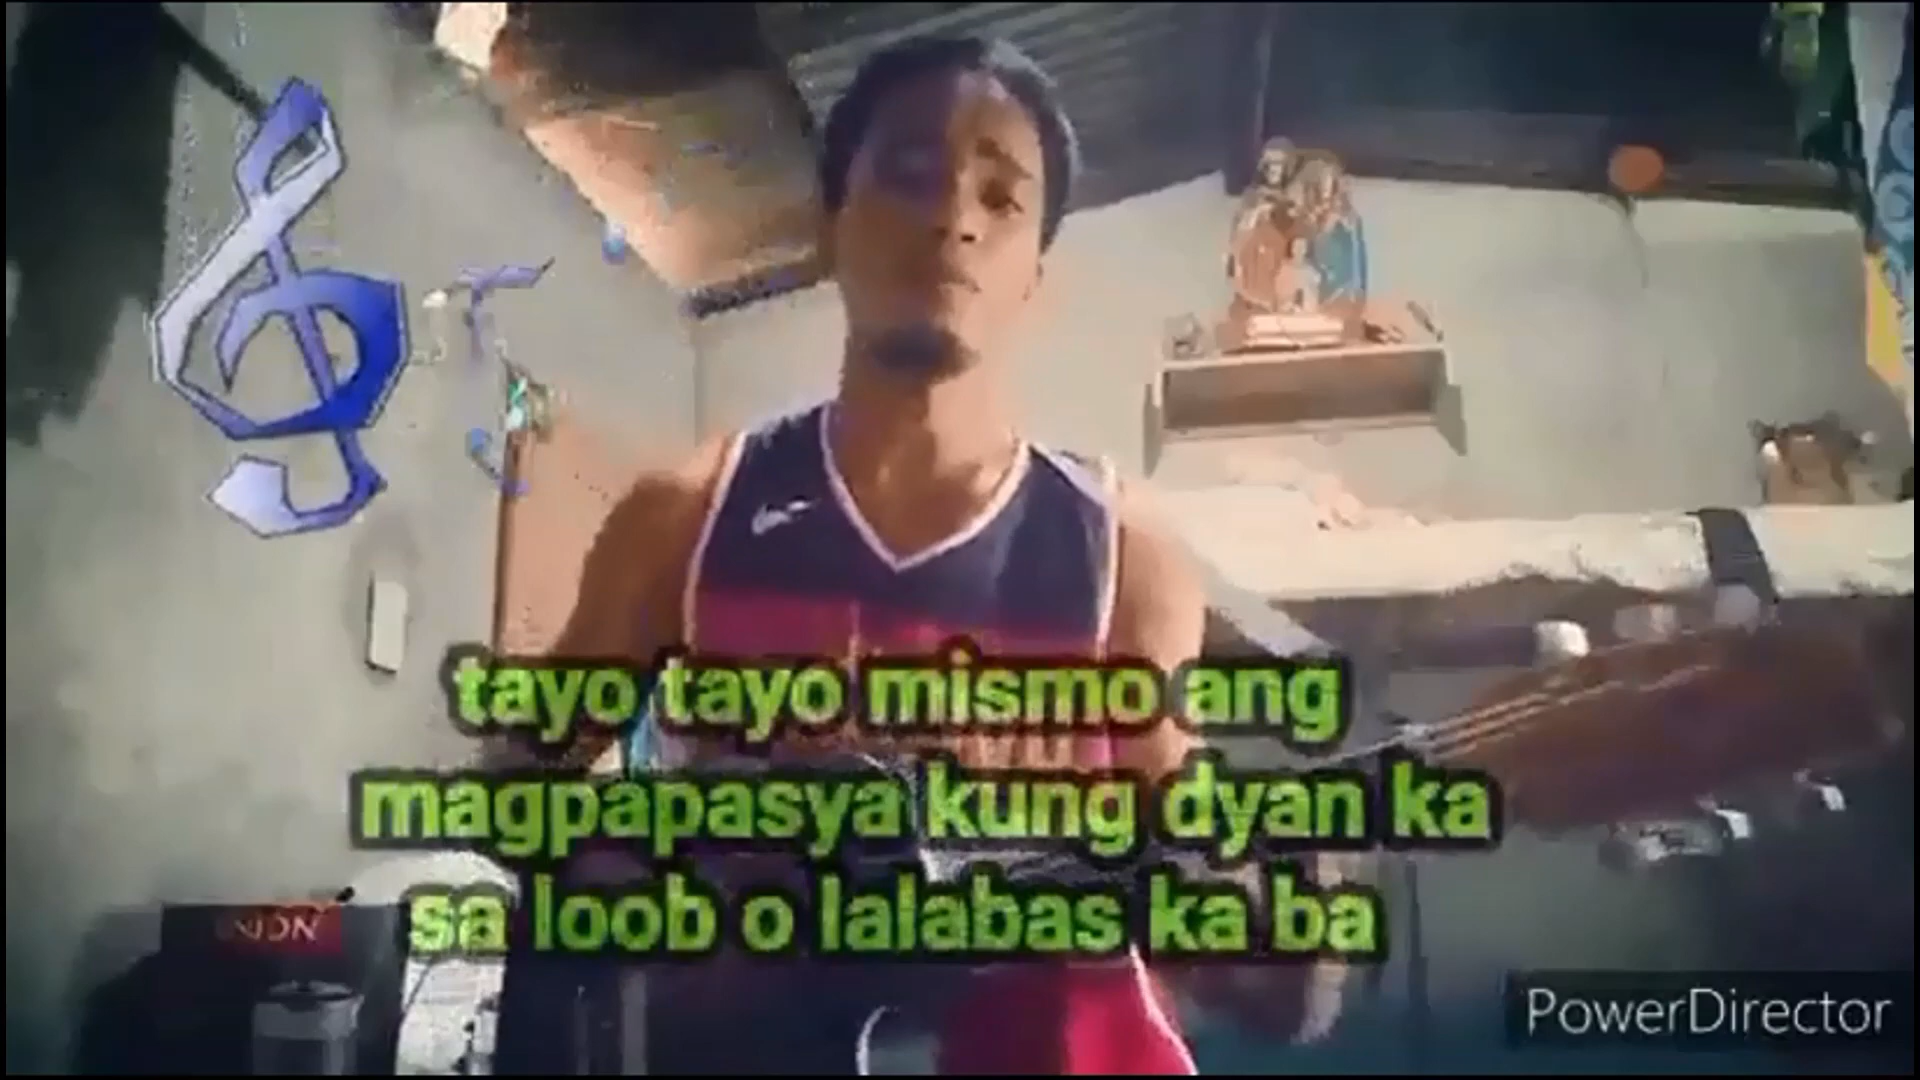 tayo tayo mismo ang
magpapasya kung dyan ka
sa loob o lalabas ka ba
PowerDirector